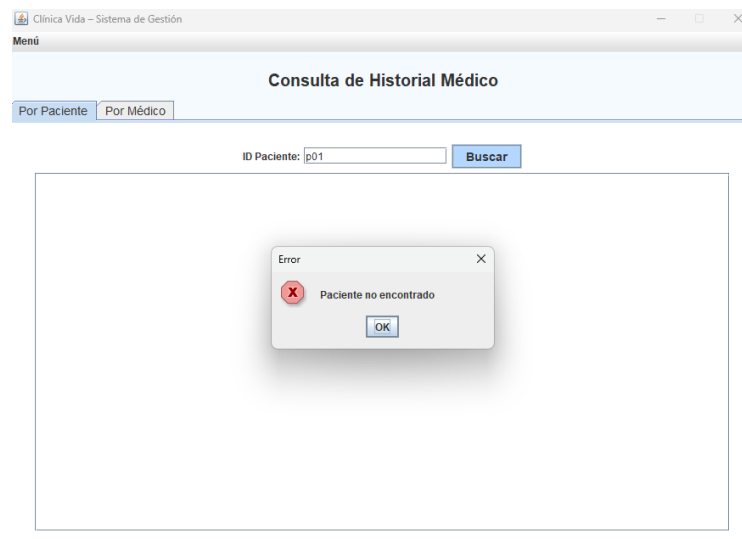 Clínica Vida – Sistema de Gestión
Menú
Consulta de Historial Médico
Por Paciente Por Médico
ID Paciente: p01 Buscar
Error
Paciente no encontrado
OK